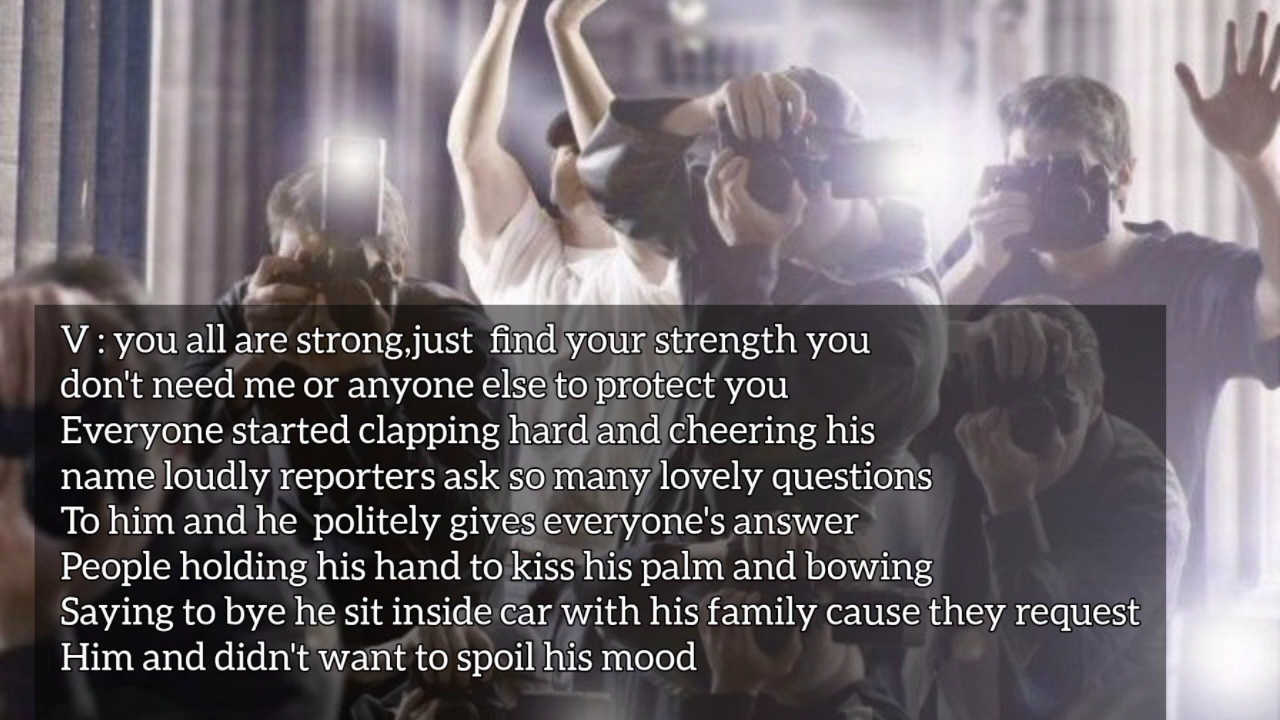 V : you all are strong,just  find your strength you
don't need me or anyone else to protect you
Everyone started clapping hard and cheering his
name loudly reporters ask so many lovely questions
To him and he  politely gives everyone's answer
People holding his hand to kiss his palm and bowing
Saying to bye he sit inside car with his family cause they request
Him and didn't want to spoil his mood